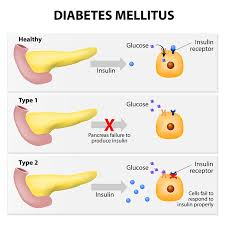 DIABETES MELLITUS
Healthy
Glucose
Insulin
receptor
Insulin
Type 1
Glucose
X
Pancreas failure to
produce insulin
Type 2
Glucose
Insulin
receptor
Insulin
Cells fail to
respond to
insulin properly